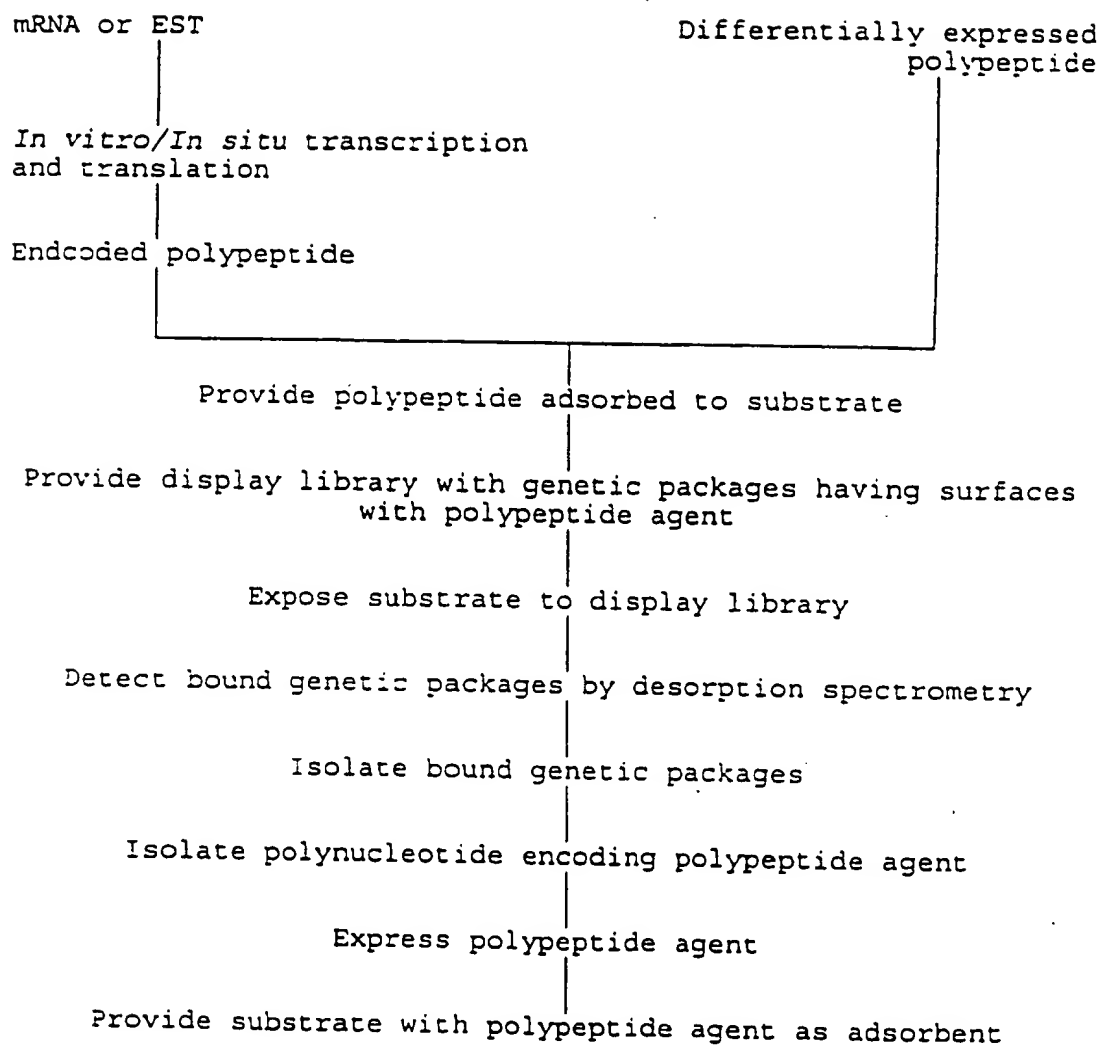 mRNA or EST
Differentially expressed
polypeptide
In vitro/In situ transcription
and translation
Endcoded polypeptide
Provide polypeptide adsorbed to substrate
Provide display library with genetic packages having surfaces
with polypeptide agent
Expose substrate to display library
Detect bound genetic packages by desorption spectrometry
Isolate bound genetic packages
Isolate polynucleotide encoding polypeptide agent
Express polypeptide agent
Provide substrate with polypeptide agent as adsorbent